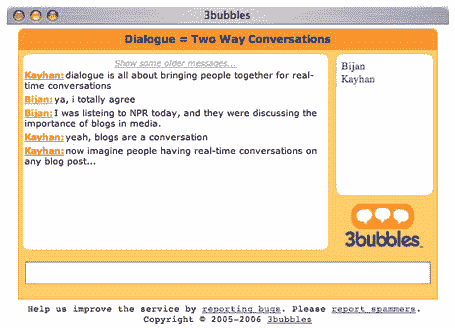 3bubbles
Dialogue = Two Way Conversations
Show some older messages...
Kayhan: dialogue is all about bringing people together for real-
time conversations
Bijan: ya, i totally agree
Bijan: I was listeing to NPR today, and they were discussing the
importance of blogs in media.
Kayhan: yeah, blogs are a conversation
Kayhan: now imagine people having real-time conversations on
any blog post...
Bijan
Kayhan
3bubbles
Help us improve the service by reporting bugs. Please report spammers.
Copyright © 2005-2006 3bubbles